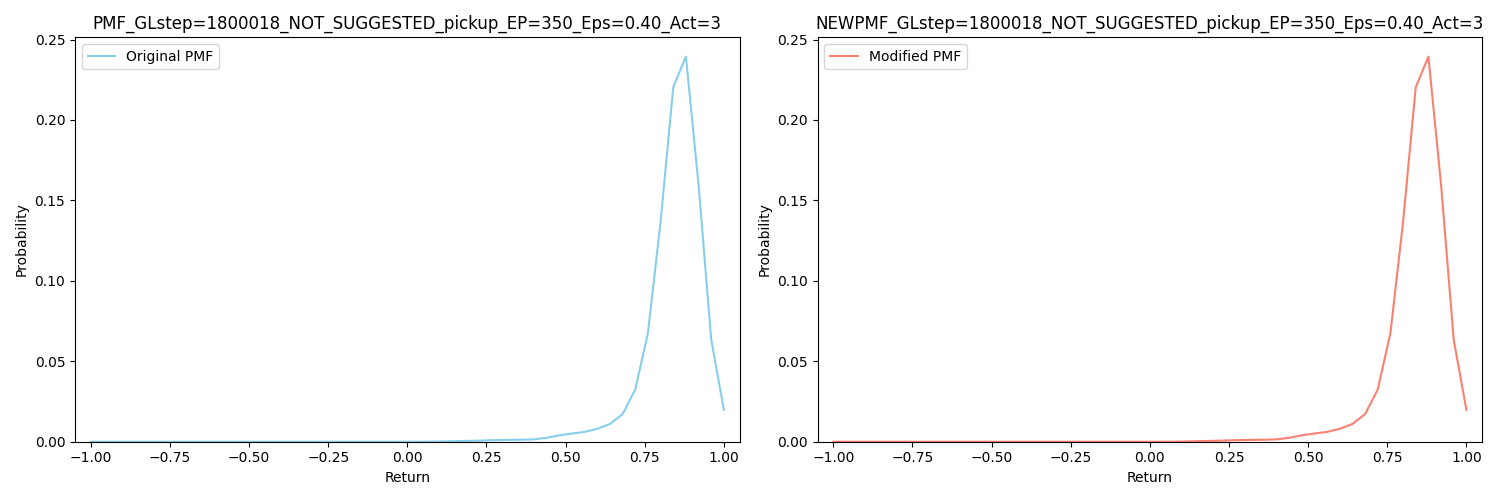 PMF_GLstep=1800018_NOT_SUGGESTED_pickup_EP=350_Eps=0.40_Act=3
Original PMF
0.25
0.20
0.15
0.10
0.05
0.00
Probability
−1.00 −0.75 −0.50 −0.25 0.00 0.25 0.50 0.75 1.00
Return
NEWPMF_GLstep=1800018_NOT_SUGGESTED_pickup_EP=350_Eps=0.40_Act=3
Modified PMF
0.25
0.20
0.15
0.10
0.05
0.00
Probability
−1.00 −0.75 −0.50 −0.25 0.00 0.25 0.50 0.75 1.00
Return